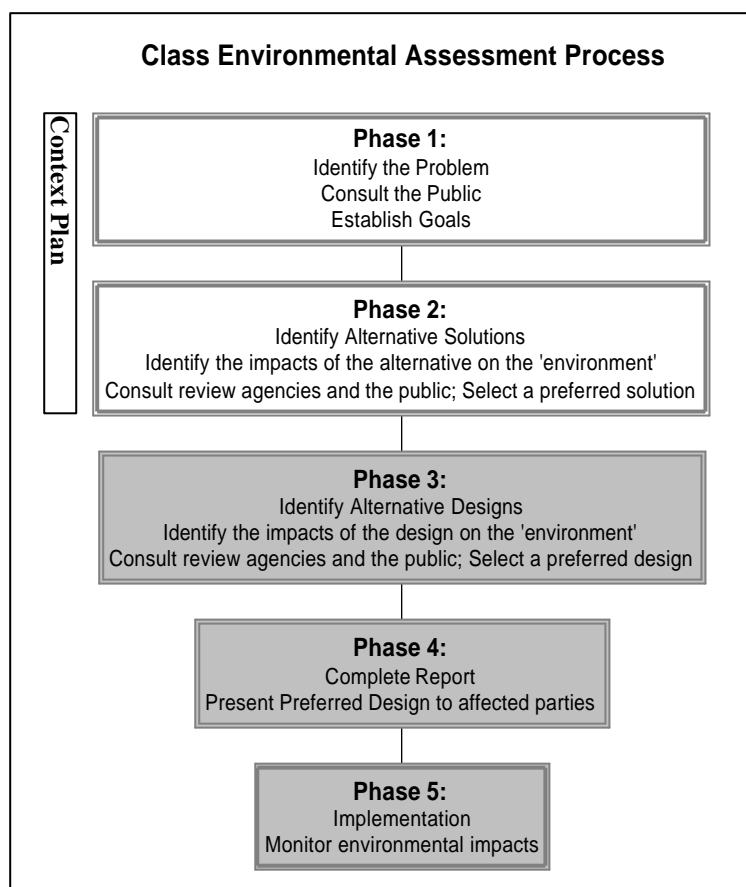 Class Environmental Assessment Process
Context Plan
Phase 1:
Identify the Problem
Consult the Public
Establish Goals
Phase 2:
Identify Alternative Solutions
Identify the impacts of the alternative on the 'environment'
Consult review agencies and the public; Select a preferred solution
Phase 3:
Identify Alternative Designs
Identify the impacts of the design on the 'environment'
Consult review agencies and the public; Select a preferred design
Phase 4:
Complete Report
Present Preferred Design to affected parties
Phase 5:
Implementation
Monitor environmental impacts